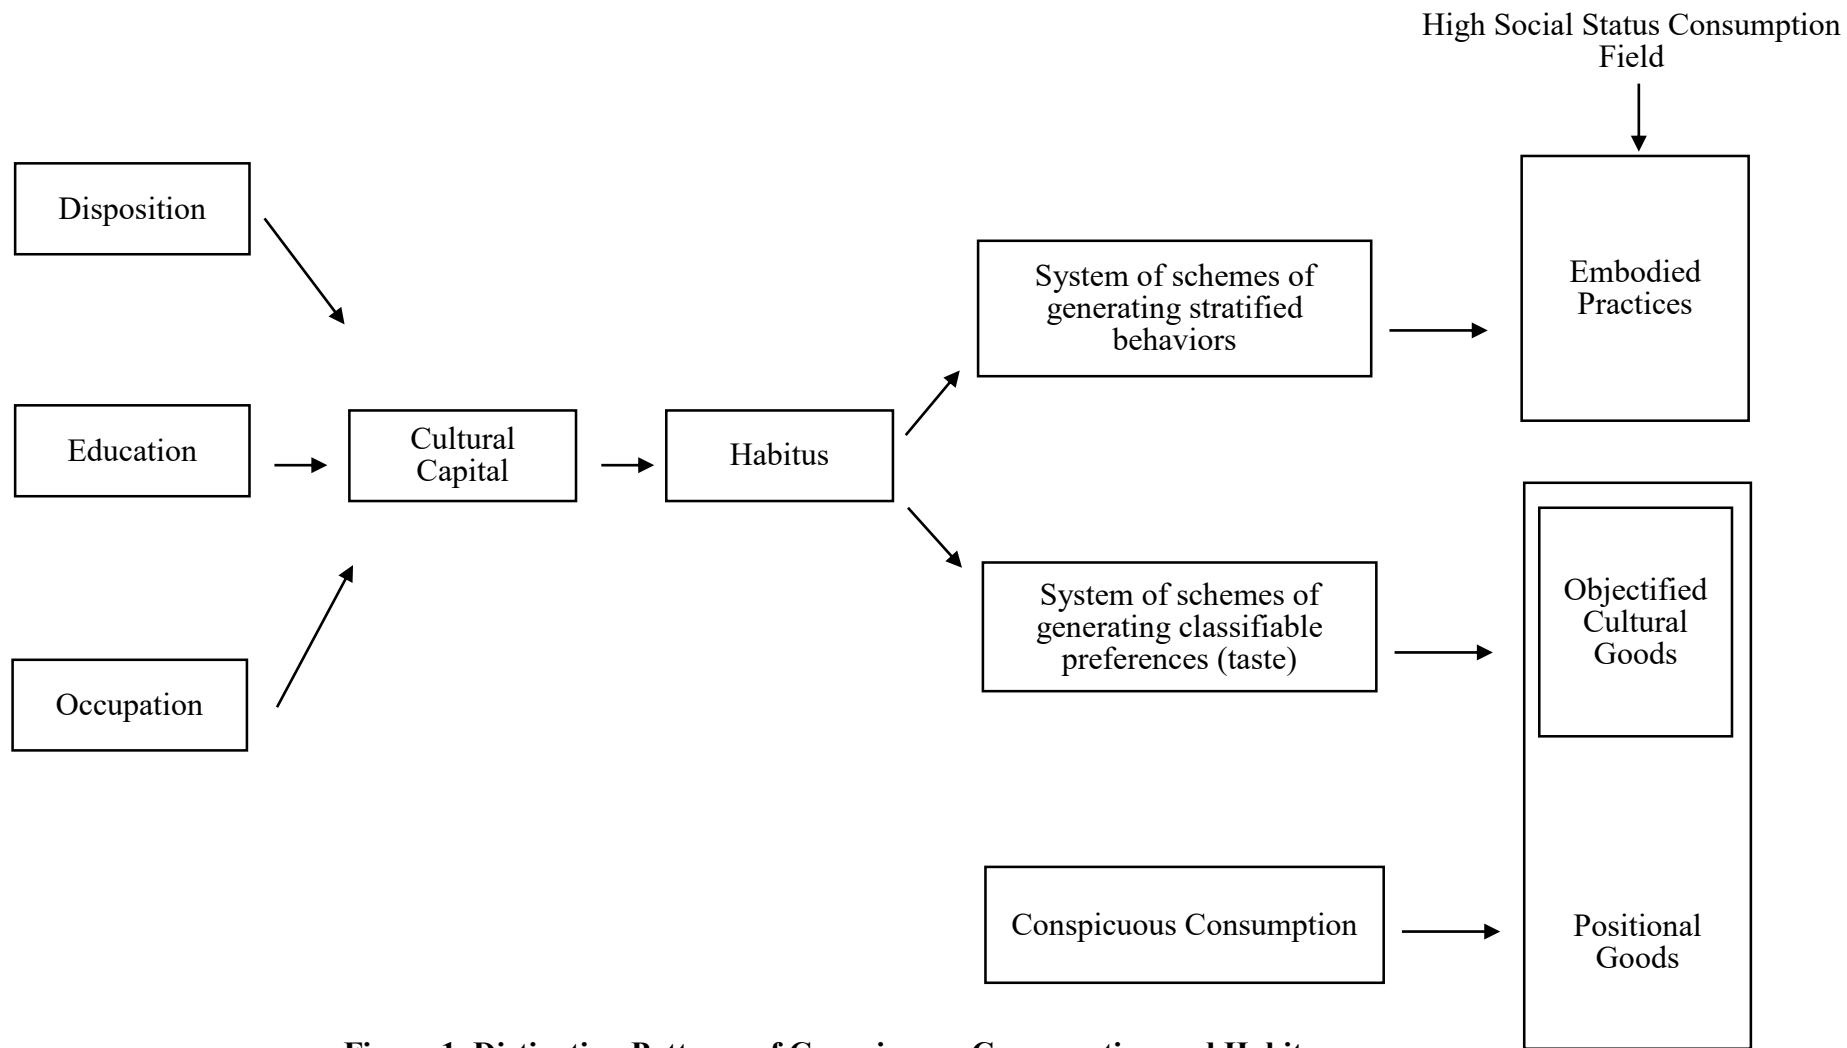 High Social Status Consumption
Field
Disposition
System of schemes of
generating stratified
behaviors
Embodied
Practices
Education
Cultural
Capital
Habitus
System of schemes of
generating classifiable
preferences (taste)
Objectified
Cultural
Goods
Occupation
Conspicuous Consumption
Positional
Goods